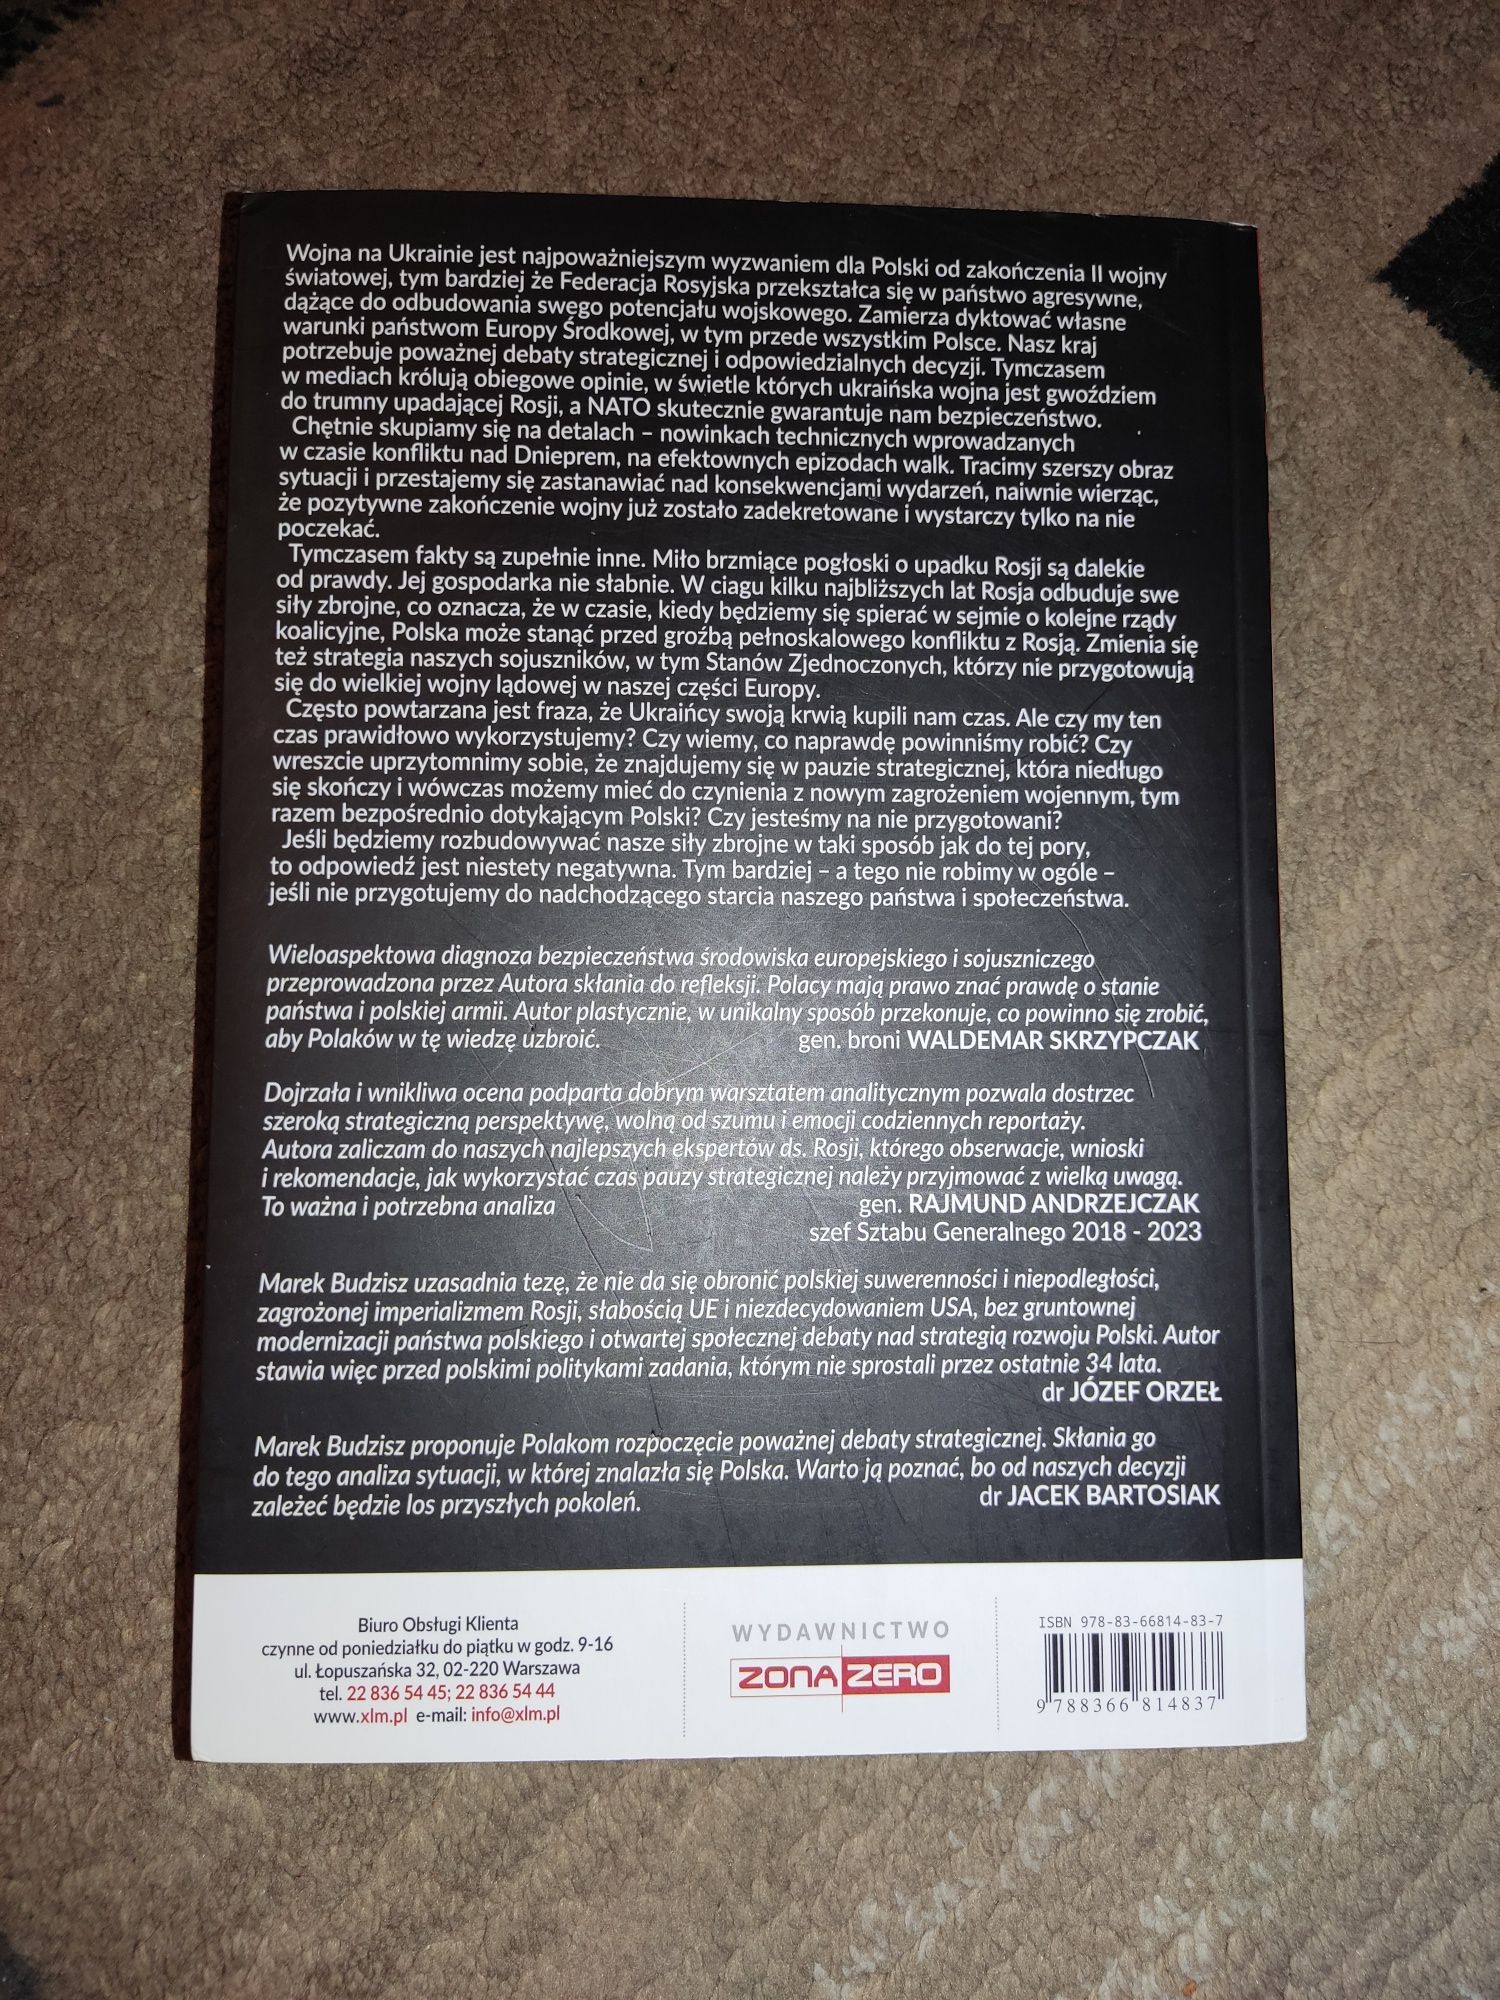 Wojna na Ukrainie jest najpoważniejszym wyzwaniem dla Polski od zakończenia II wojny
światowej, tym bardziej że Federacja Rosyjska przekształca się w państwo agresywne,
dążące do odbudowania swego potencjału wojskowego. Zamierza dyktować własne
warunki państwom Europy Środkowej, w tym przede wszystkim Polsce. Nasz kraj
potrzebuje poważnej debaty strategicznej i odpowiedzialnych decyzji. Tymczasem
w mediach królują obiegowe opinie, w świetle których ukraińska wojna jest gwoździem
do trumny upadającej Rosji, a NATO skutecznie gwarantuje nam bezpieczeństwo.
Chętnie skupiamy się na detalach – nowinkach technicznych wprowadzanych
w czasie konfliktu nad Dnieprem, na efektownych epizodach walk. Tracimy szerszy obraz
sytuacji i przestajemy się zastanawiać nad konsekwencjami wydarzeń, naiwnie wierząc,
że pozytywne zakończenie wojny już zostało zadekretowane i wystarczy tylko na nie
poczekać.
Tymczasem fakty są zupełnie inne. Miło brzmiące pogłoski o upadku Rosji są dalekie
od prawdy. Jej gospodarka nie słabnie. W ciagu kilku najbliższych lat Rosja odbuduje swe
siły zbrojne, co oznacza, że w czasie, kiedy będziemy się spierać w sejmie o kolejne rządy
koalicyjne, Polska może stanąć przed groźbą pełnoskalowego konfliktu z Rosją. Zmienia się
też strategia naszych sojuszników, w tym Stanów Zjednoczonych, którzy nie przygotowują
się do wielkiej wojny lądowej w naszej części Europy.
Często powtarzana jest fraza, że Ukraińcy swoją krwią kupili nam czas. Ale czy my ten
czas prawidłowo wykorzystujemy? Czy wiemy, co naprawdę powinniśmy robić? Czy
wreszcie uprzytomnimy sobie, że znajdujemy się w pauzie strategicznej, która niedługo
się skończy i wówczas możemy mieć do czynienia z nowym zagrożeniem wojennym, tym
razem bezpośrednio dotykającym Polski? Czy jesteśmy na nie przygotowani?
Jeśli będziemy rozbudowywać nasze siły zbrojne w taki sposób jak do tej pory,
to odpowiedź jest niestety negatywna. Tym bardziej – a tego nie robimy w ogóle –
jeśli nie przygotujemy do nadchodzącego starcia naszego państwa i społeczeństwa.
Wieloaspektowa diagnoza bezpieczeństwa środowiska europejskiego i sojuszniczego
przeprowadzona przez Autora skłania do refleksji. Polacy mają prawo znać prawdę o stanie
państwa i polskiej armii. Autor plastycznie, w unikalny sposób przekonuje, co powinno się zrobić,
aby Polaków w tę wiedzę uzbroić. gen. broni WALDEMAR SKRZYPCZAK
Dojrzała i wnikliwa ocena podparta dobrym warsztatem analitycznym pozwala dostrzec
szeroką strategiczną perspektywę, wolną od szumu i emocji codziennych reportaży.
Autora zaliczam do naszych najlepszych ekspertów ds. Rosji, którego obserwacje, wnioski
i rekomendacje, jak wykorzystać czas pauzy strategicznej należy przyjmować z wielką uwagą.
To ważna i potrzebna analiza gen. RAJMUND ANDRZEJCZAK
szef Sztabu Generalnego 2018 - 2023
Marek Budzisz uzasadnia tezę, że nie da się obronić polskiej suwerenności i niepodległości,
zagrożonej imperializmem Rosji, słabością UE i niezdecydowaniem USA, bez gruntownej
modernizacji państwa polskiego i otwartej społecznej debaty nad strategią rozwoju Polski. Autor
stawia więc przed polskimi politykami zadania, którym nie sprostali przez ostatnie 34 lata.
dr JÓZEF ORZEŁ
Marek Budzisz proponuje Polakom rozpoczęcie poważnej debaty strategicznej. Skłania go
do tego analiza sytuacji, w której znalazła się Polska. Warto ją poznać, bo od naszych decyzji
zależeć będzie los przyszłych pokoleń. dr JACEK BARTOSIAK
Biuro Obsługi Klienta
czynne od poniedziałku do piątku w godz. 9-16
ul. Łopuszańska 32, 02-220 Warszawa
tel. 22 836 54 45; 22 836 54 44
www.xlm.pl e-mail: info@xlm.pl
WYDAWNICTWO
ZONA ZERO
ISBN 978-83-66814-83-7
9 788366 814837